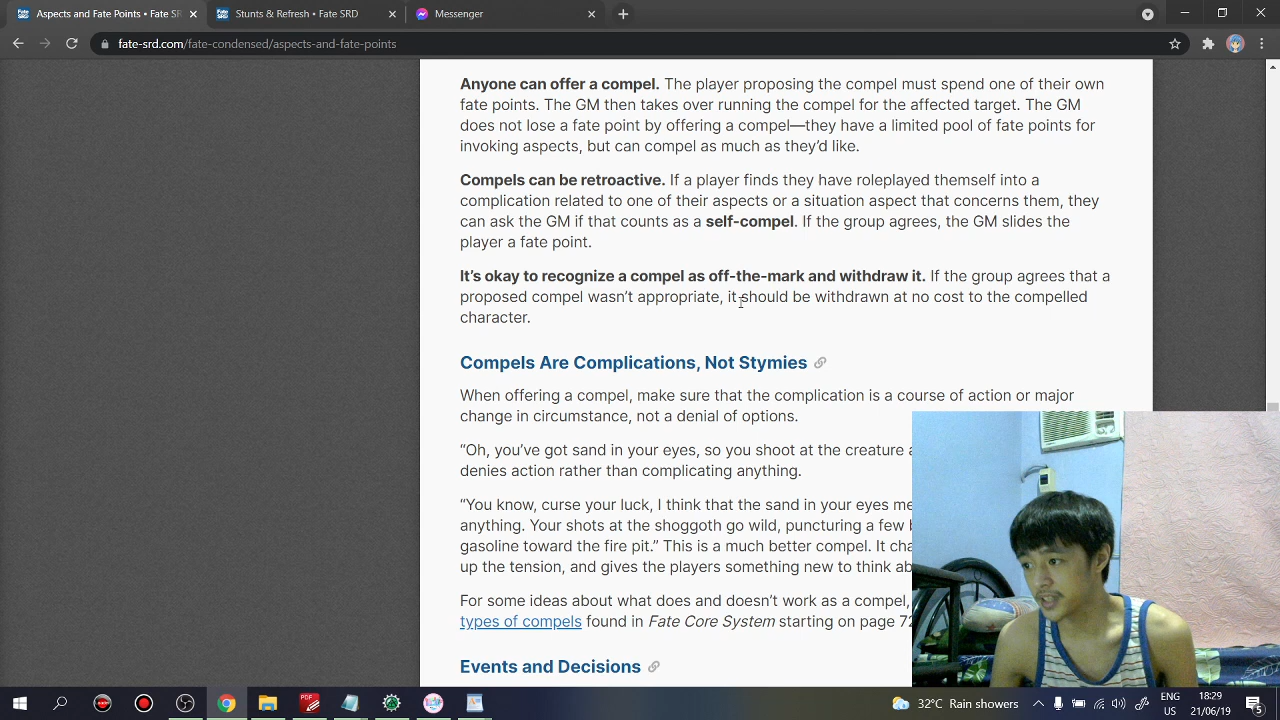 Aspects and Fate Points • Fate SR
Stunts & Refresh • Fate SRD
Messenger
fate-srd.com/fate-condensed/aspects-and-fate-points
Anyone can offer a compel. The player proposing the compel must spend one of their own
fate points. The GM then takes over running the compel for the affected target. The GM
does not lose a fate point by offering a compel—they have a limited pool of fate points for
invoking aspects, but can compel as much as they’d like.
Compels can be retroactive. If a player finds they have roleplayed themself into a
complication related to one of their aspects or a situation aspect that concerns them, they
can ask the GM if that counts as a self-compel. If the group agrees, the GM slides the
player a fate point.
It’s okay to recognize a compel as off-the-mark and withdraw it. If the group agrees that a
proposed compel wasn’t appropriate, it should be withdrawn at no cost to the compelled
character.
Compels Are Complications, Not Stymies
When offering a compel, make sure that the complication is a course of action or major
change in circumstance, not a denial of options.
“Oh, you’ve got sand in your eyes, so you shoot at the creature
denies action rather than complicating anything.
“You know, curse your luck, I think that the sand in your eyes me
anything. Your shots at the shoggoth go wild, puncturing a few
gasoline toward the fire pit.” This is a much better compel. It cha
up the tension, and gives the players something new to think ab
For some ideas about what does and doesn’t work as a compel,
types of compels found in Fate Core System starting on page 72
Events and Decisions
32°C Rain showers
ENG
US
18:29
21/06/19
5